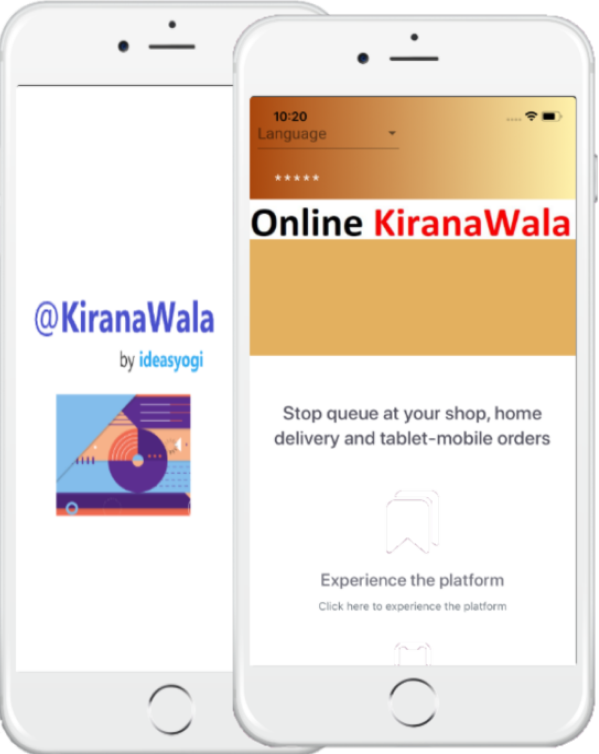 @KiranaWala
by ideasyogi
10:20
Language
*****
Online KiranaWala
Stop queue at your shop, home
delivery and tablet-mobile orders
Experience the platform
Click here to experience the platform